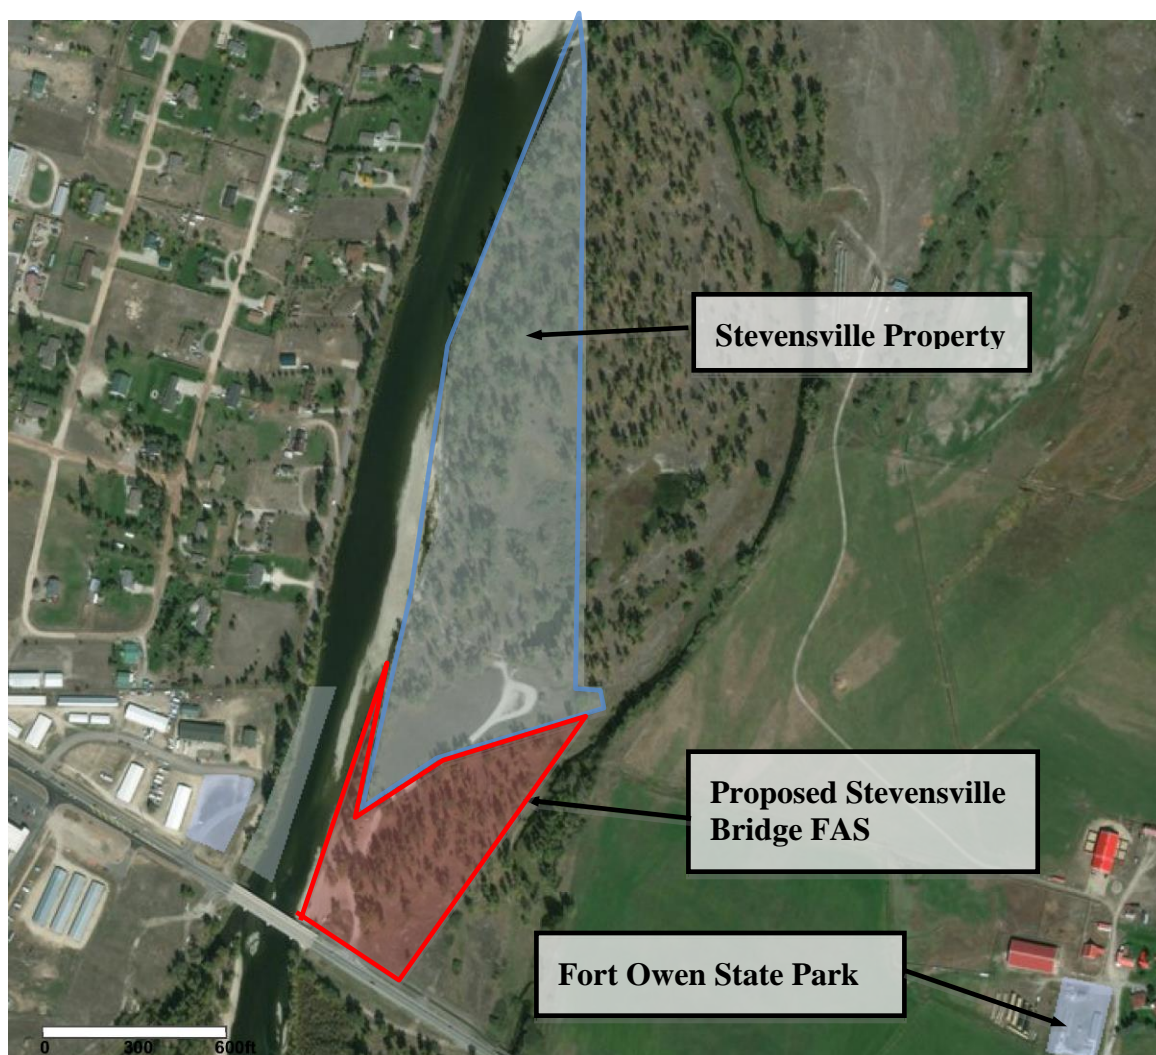 Stevensville Property
Proposed Stevensville
Bridge FAS
Fort Owen State Park
0 300 600ft